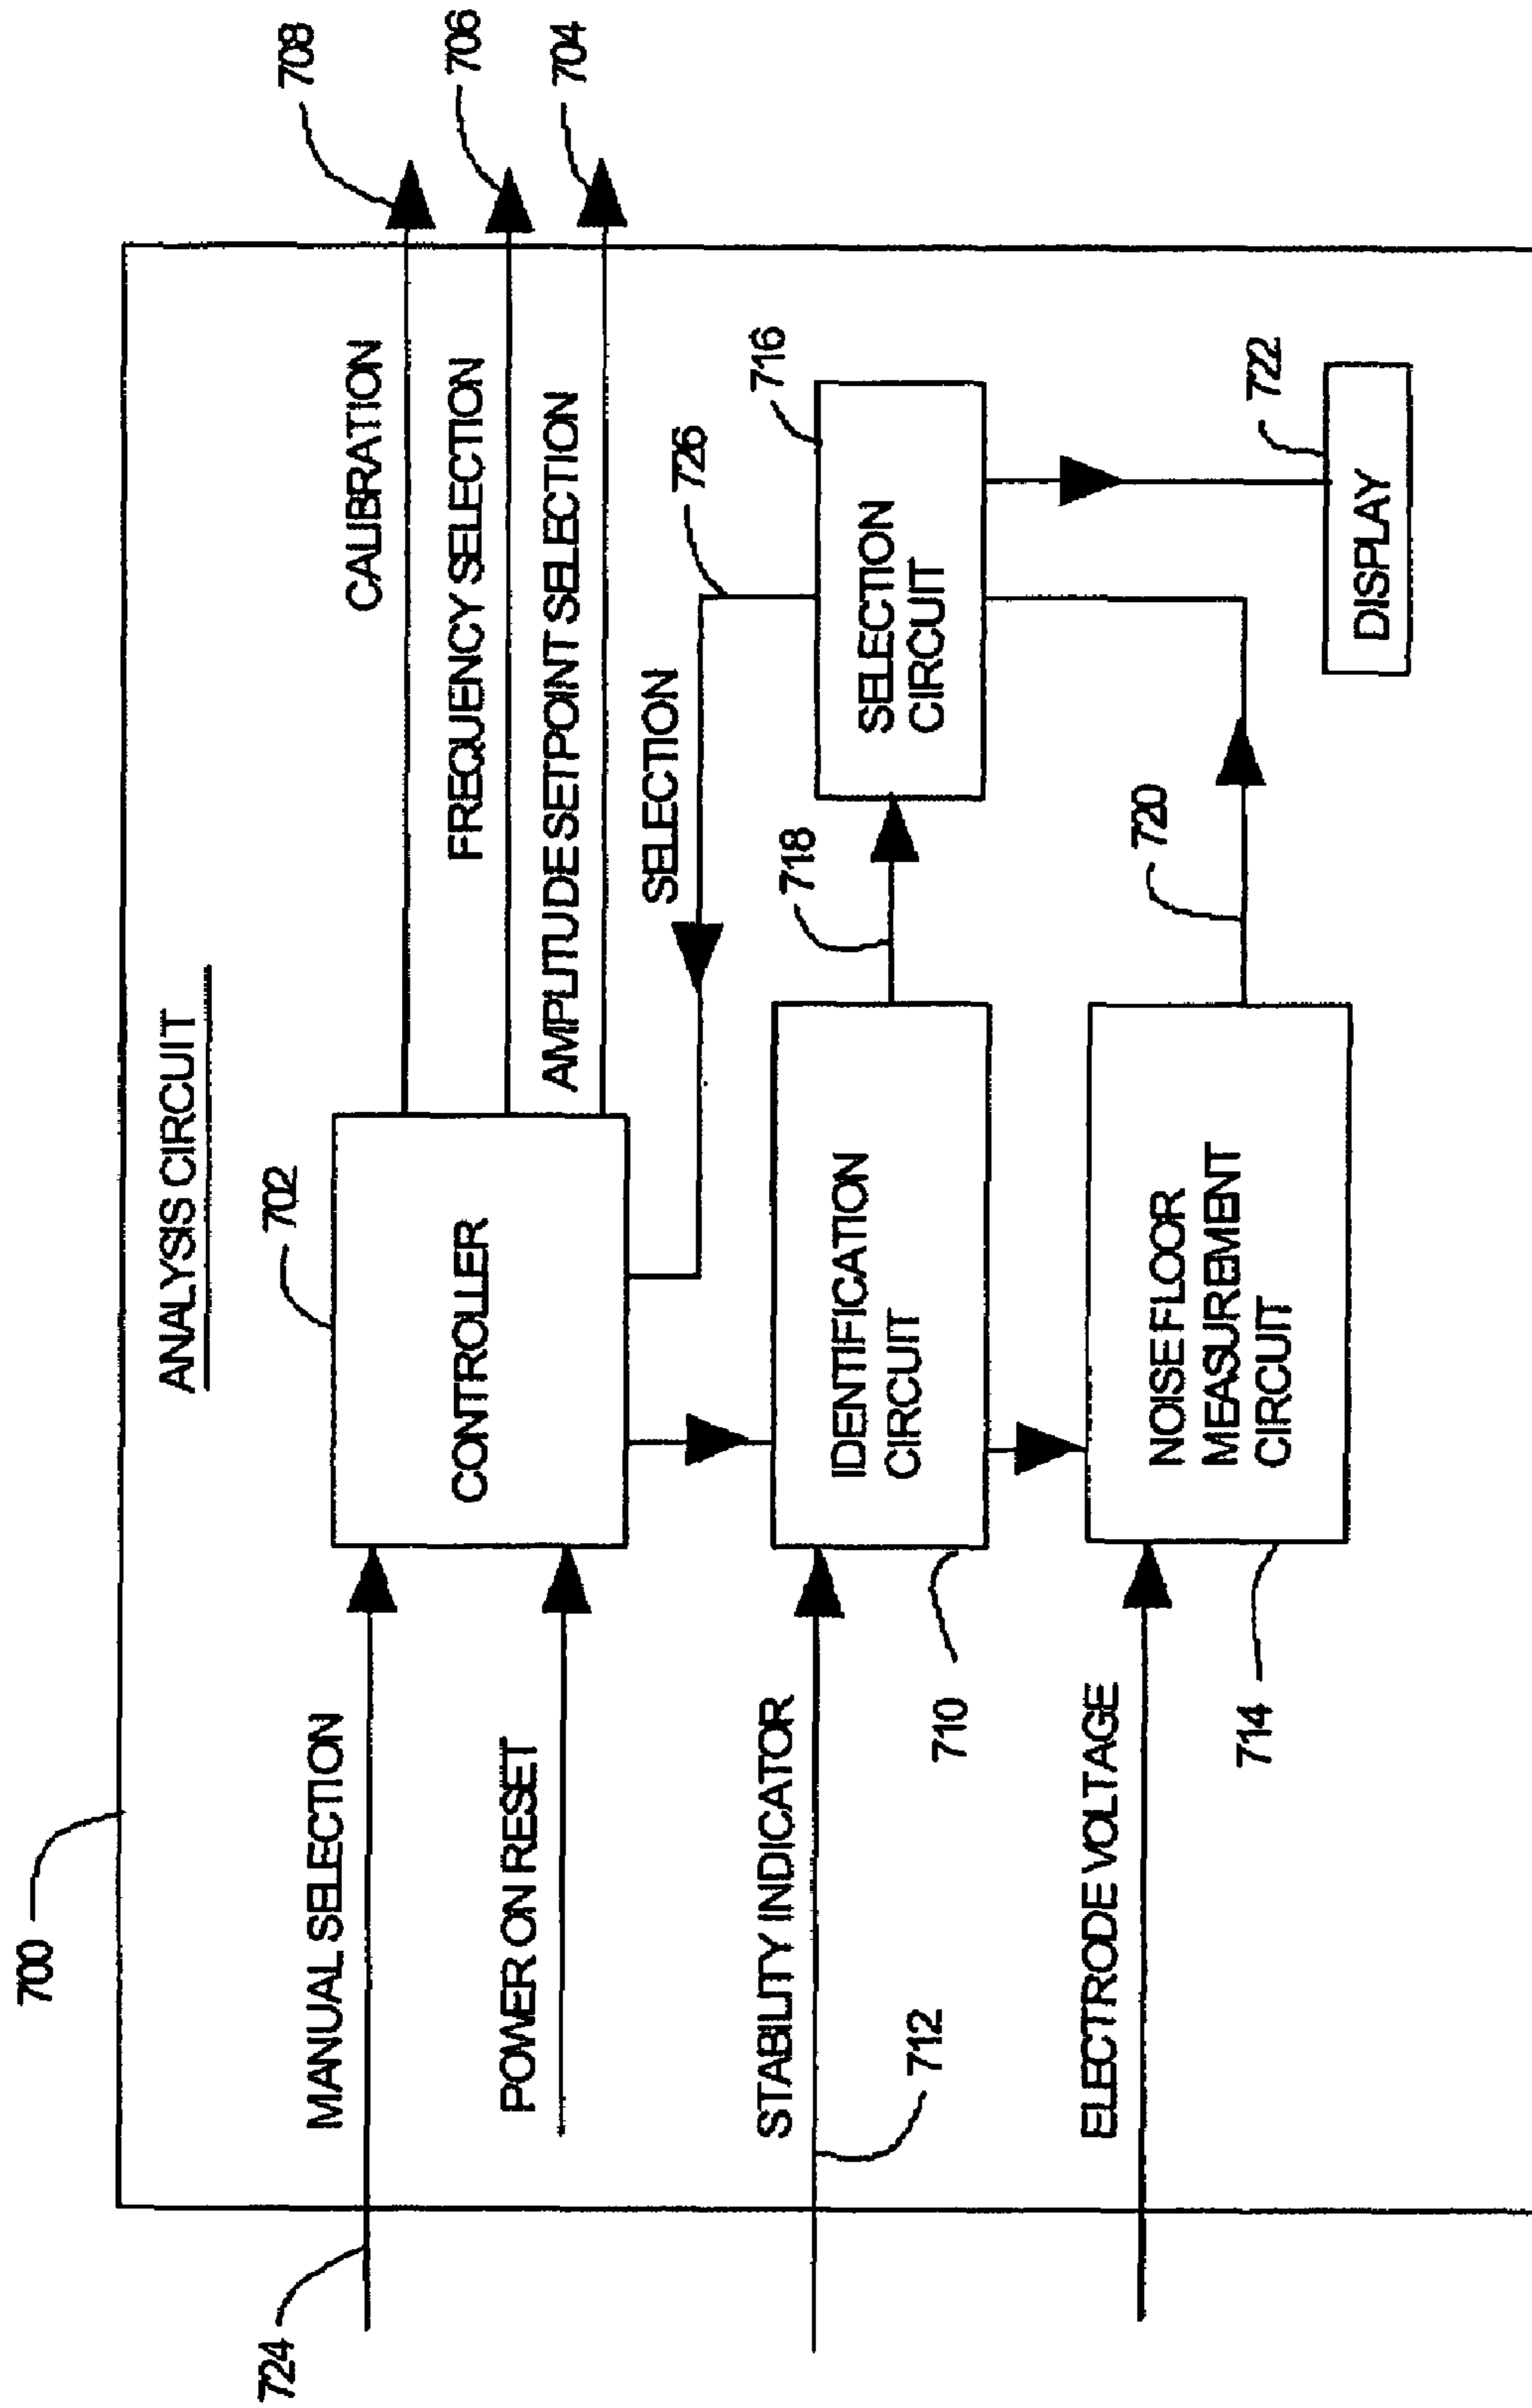 700
ANALYSIS CIRCUIT
724
MANUAL SELECTION
702
CALIBRATION
708
POWER ON RESET
CONTROLLER
FREQUENCY SELECTION
706
AMPLITUDE SETPOINT SELECTION
704
SELECTION
726
STABILITY INDICATOR
712
710
IDENTIFICATION
CIRCUIT
718
716
SELECTION
CIRCUIT
ELECTRODE VOLTAGE
714
NOISE FLOOR
MEASUREMENT
CIRCUIT
720
722
DISPLAY